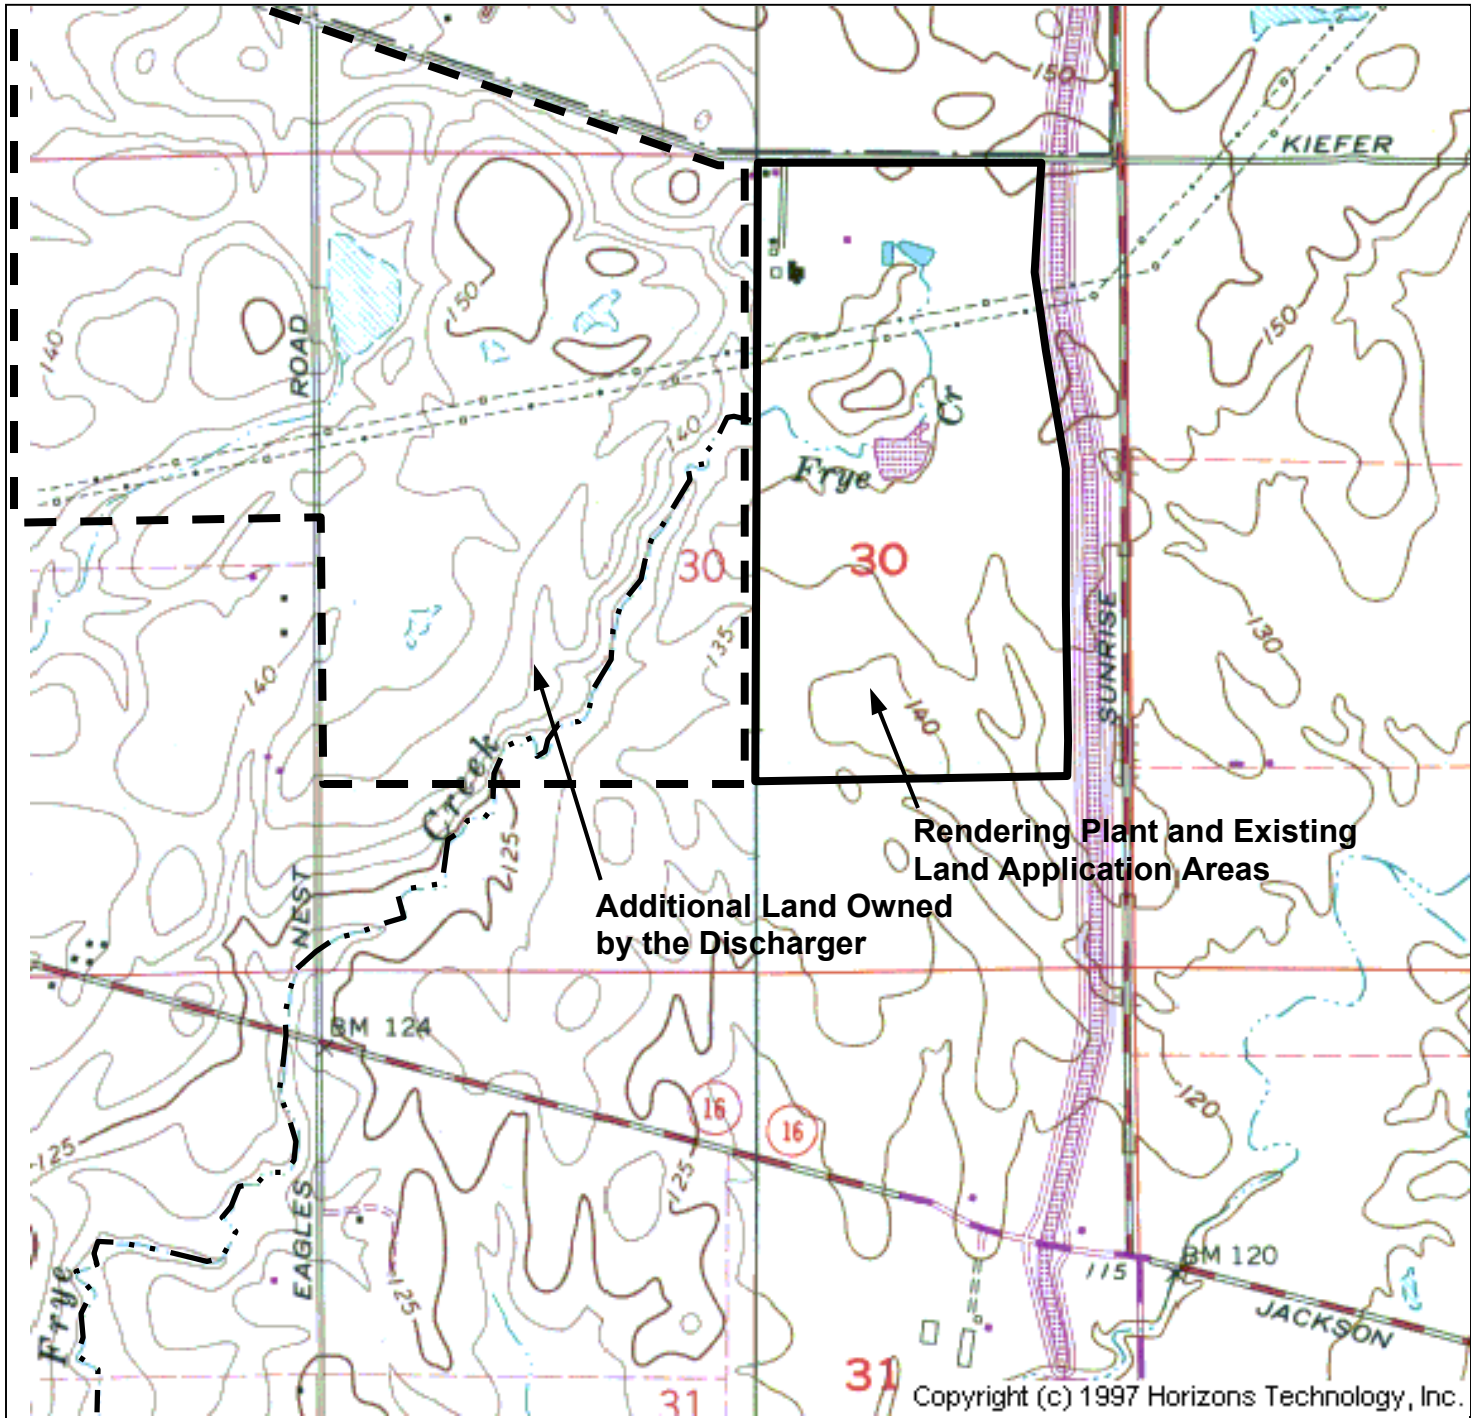 150
KIEFER
140
ROAD
150
150
140
Cr
Frye
30
30
135
SUNRISE
130
140
140
Creek
125
Rendering Plant and Existing
Land Application Areas
NEST
Additional Land Owned
by the Discharger
BM 124
16
16
120
125
125
EAGLES
125
Frye
BM 120
115
JACKSON
31
31
Copyright (c) 1997 Horizons Technology, Inc.